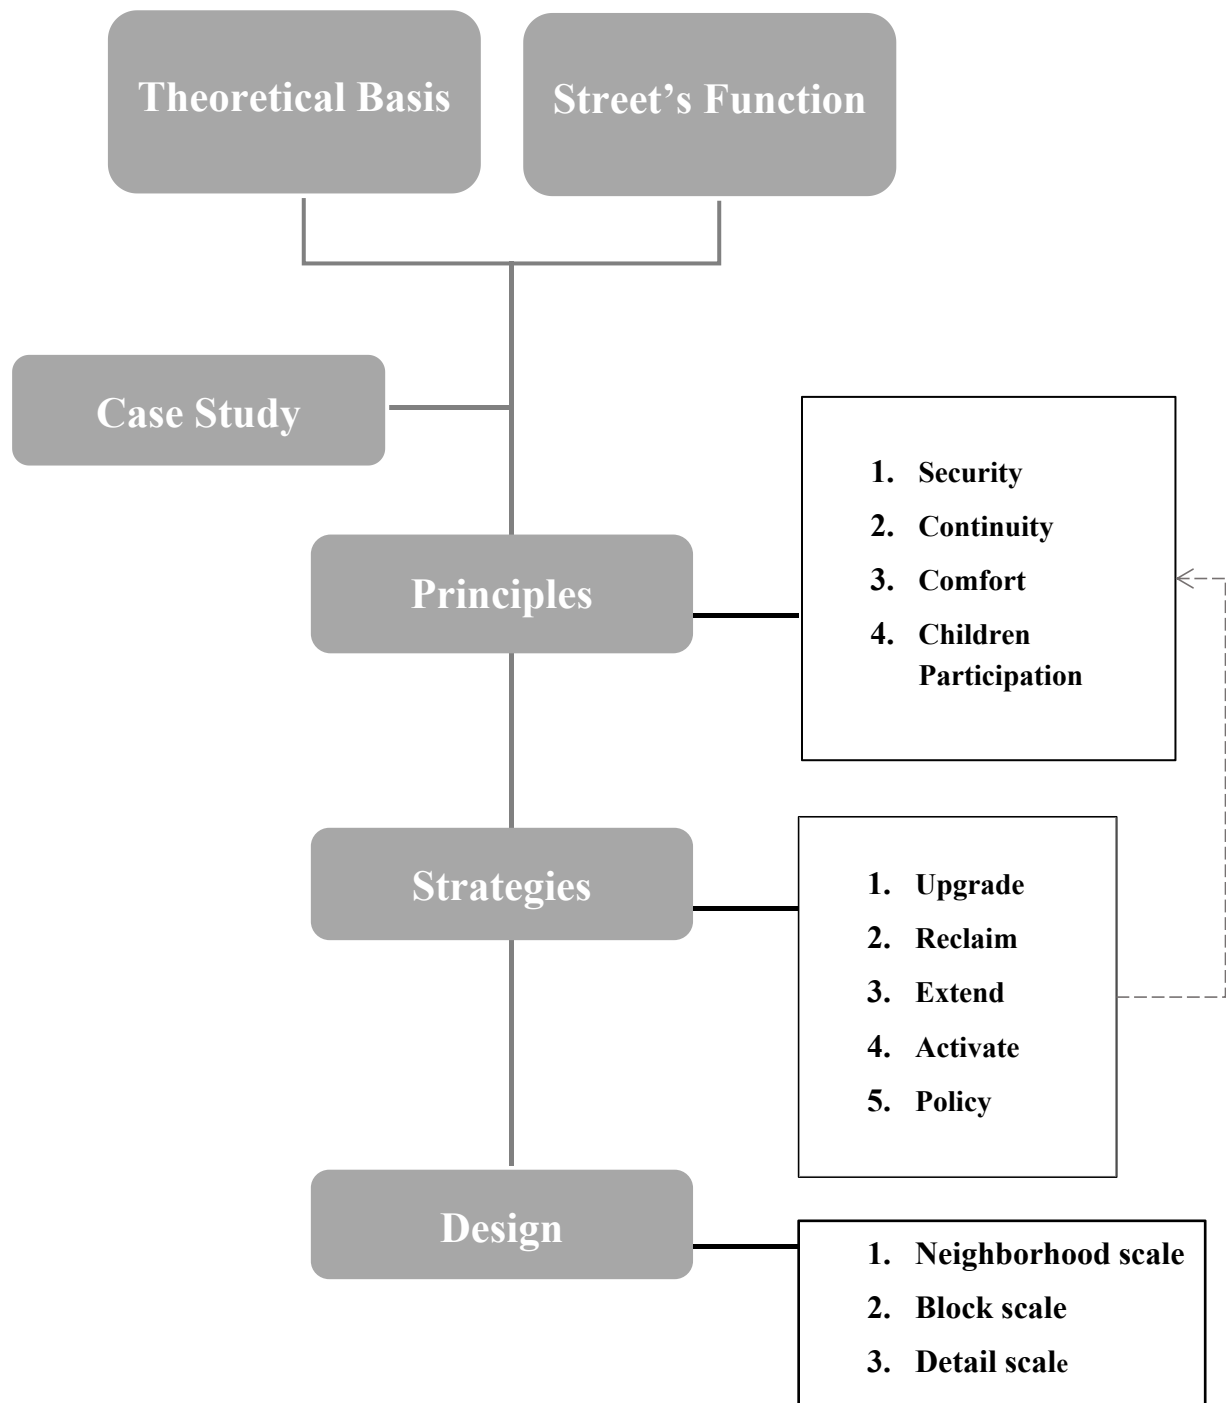 Theoretical Basis
Street’s Function
Case Study
Principles
1. Security
2. Continuity
3. Comfort
4. Children
Participation
Strategies
1. Upgrade
2. Reclaim
3. Extend
4. Activate
5. Policy
Design
1. Neighborhood scale
2. Block scale
3. Detail scale